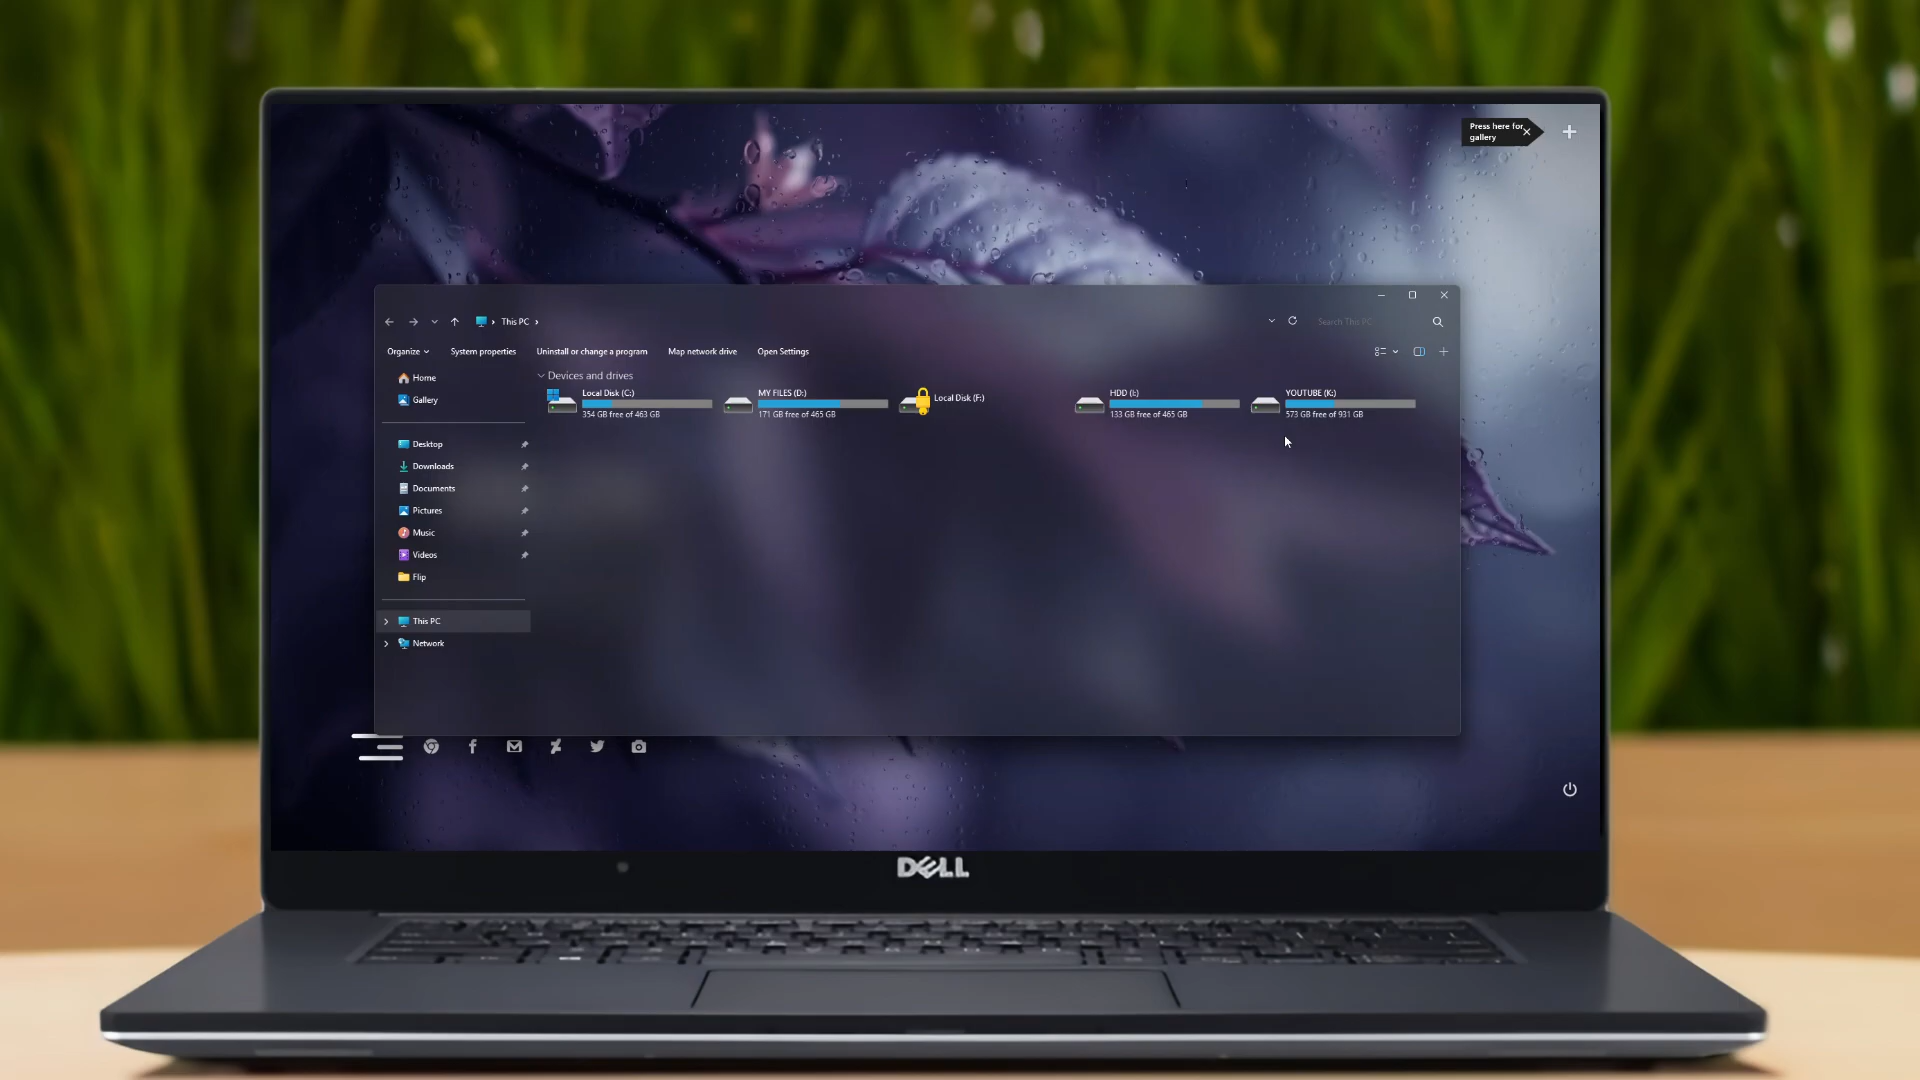 Press here for
gallery
This PC
Search This PC
Organize
System properties
Uninstall or change a program
Map network drive
Open Settings
Home
Gallery
Desktop
Downloads
Documents
Pictures
Music
Videos
Flip
This PC
Network
Devices and drives
Local Disk (C:)
354 GB free of 463 GB
MY FILES (D:)
171 GB free of 465 GB
Local Disk (F:)
HDD (I:)
133 GB free of 465 GB
YOUTUBE (K:)
573 GB free of 931 GB
DELL